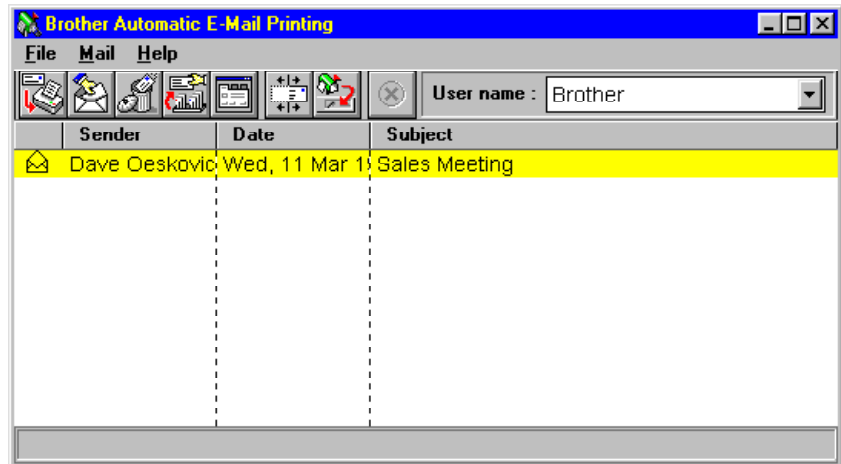 Brother Automatic E-Mail Printing
File Mail Help
User name : Brother
Sender Date Subject
Dave Oeskovic Wed, 11 Mar 1 Sales Meeting